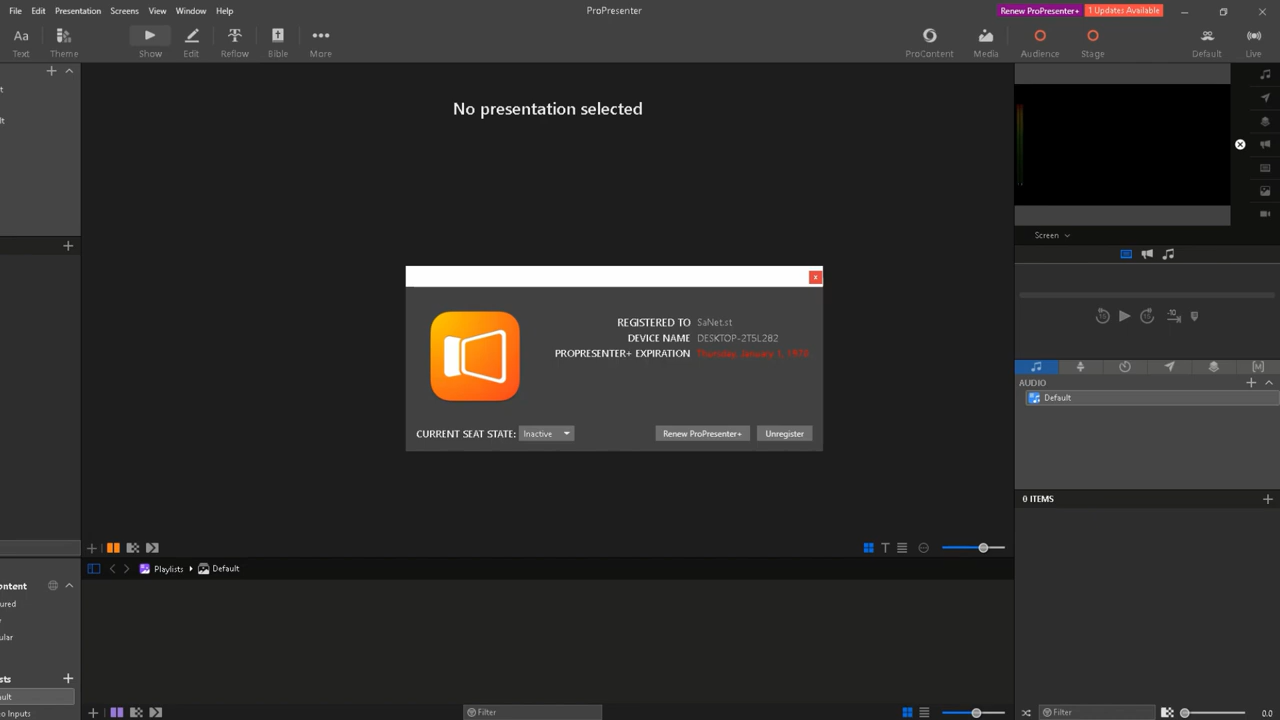 File Edit Presentation Screens View Window Help
ProPresenter
Renew ProPresenter+ 1 Updates Available
Aa
Text Theme Show Edit Reflow Bible More
ProContent Media Audience Stage Default Live
No presentation selected
Screen
REGISTERED TO SaNet.st
DEVICE NAME DESKTOP-2T5L282
PROPRESENTER+ EXPIRATION Thursday, January 1, 1970
CURRENT SEAT STATE: Inactive
Renew ProPresenter+ Unregister
AUDIO
Default
0 ITEMS
Playlists Default
ontent
ured
ular
sts
ault
o Inputs
Filter
Filter
0.0